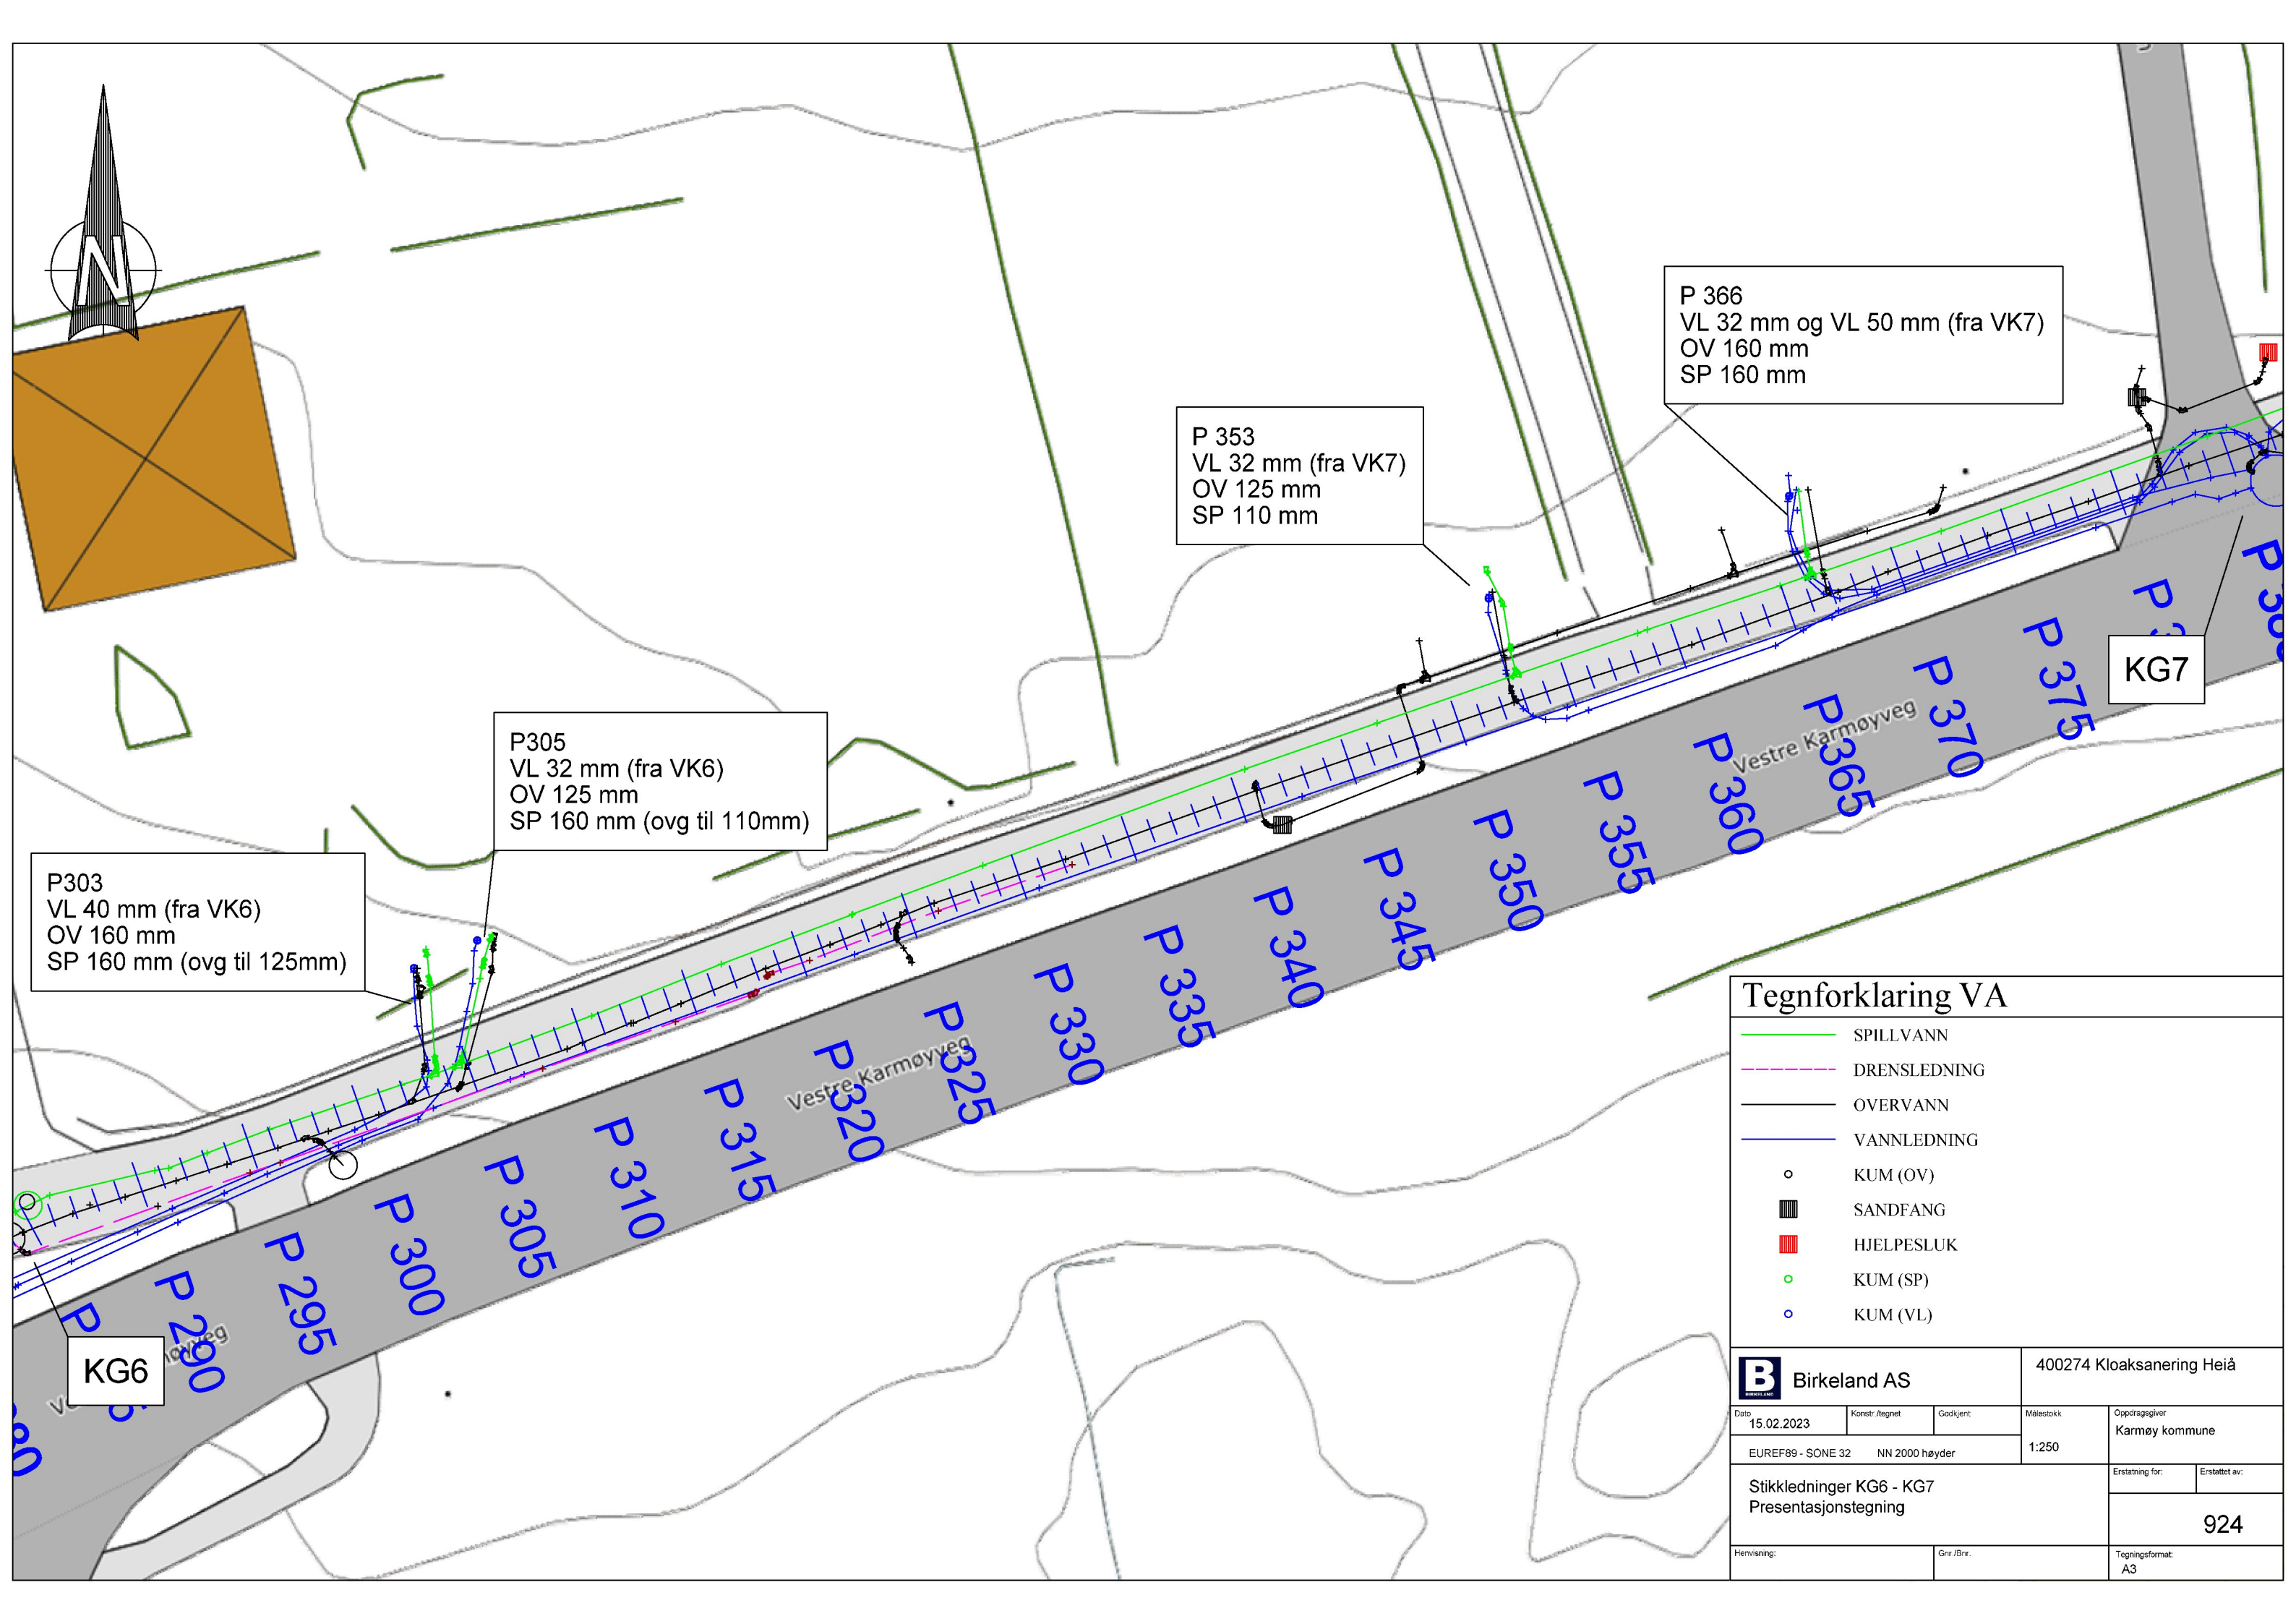 N
P 366
VL 32 mm og VL 50 mm (fra VK7)
OV 160 mm
SP 160 mm
P 353
VL 32 mm (fra VK7)
OV 125 mm
SP 110 mm
P305
VL 32 mm (fra VK6)
OV 125 mm
SP 160 mm (ovg til 110mm)
P303
VL 40 mm (fra VK6)
OV 160 mm
SP 160 mm (ovg til 125mm)
KG7
KG6
P 290
P 295
P 300
P 305
P 310
P 315
P 320
P 325
P 330
P 335
P 340
P 345
P 350
P 355
P 360
P 365
P 370
P 375
Vestre Karmøyveg
Vestre Karmøyveg
Tegnforklaring VA
SPILLVANN
DRENSLEDNING
OVERVANN
VANNLEDNING
KUM (OV)
SANDFANG
HJELPESLUK
KUM (SP)
KUM (VL)
B
BIRKELAND
Birkeland AS
400274 Kloaksanering Heiå
Dato
15.02.2023
Konstr./tegnet
Godkjent
Målestokk
1:250
Oppdragsgiver
Karmøy kommune
EUREF89 - SONE 32 NN 2000 høyder
Erstatning for:
Erstattet av:
Stikkledninger KG6 - KG7
Presentasjonstegning
924
Henvisning:
Gnr./Bnr.
Tegningsformat:
A3